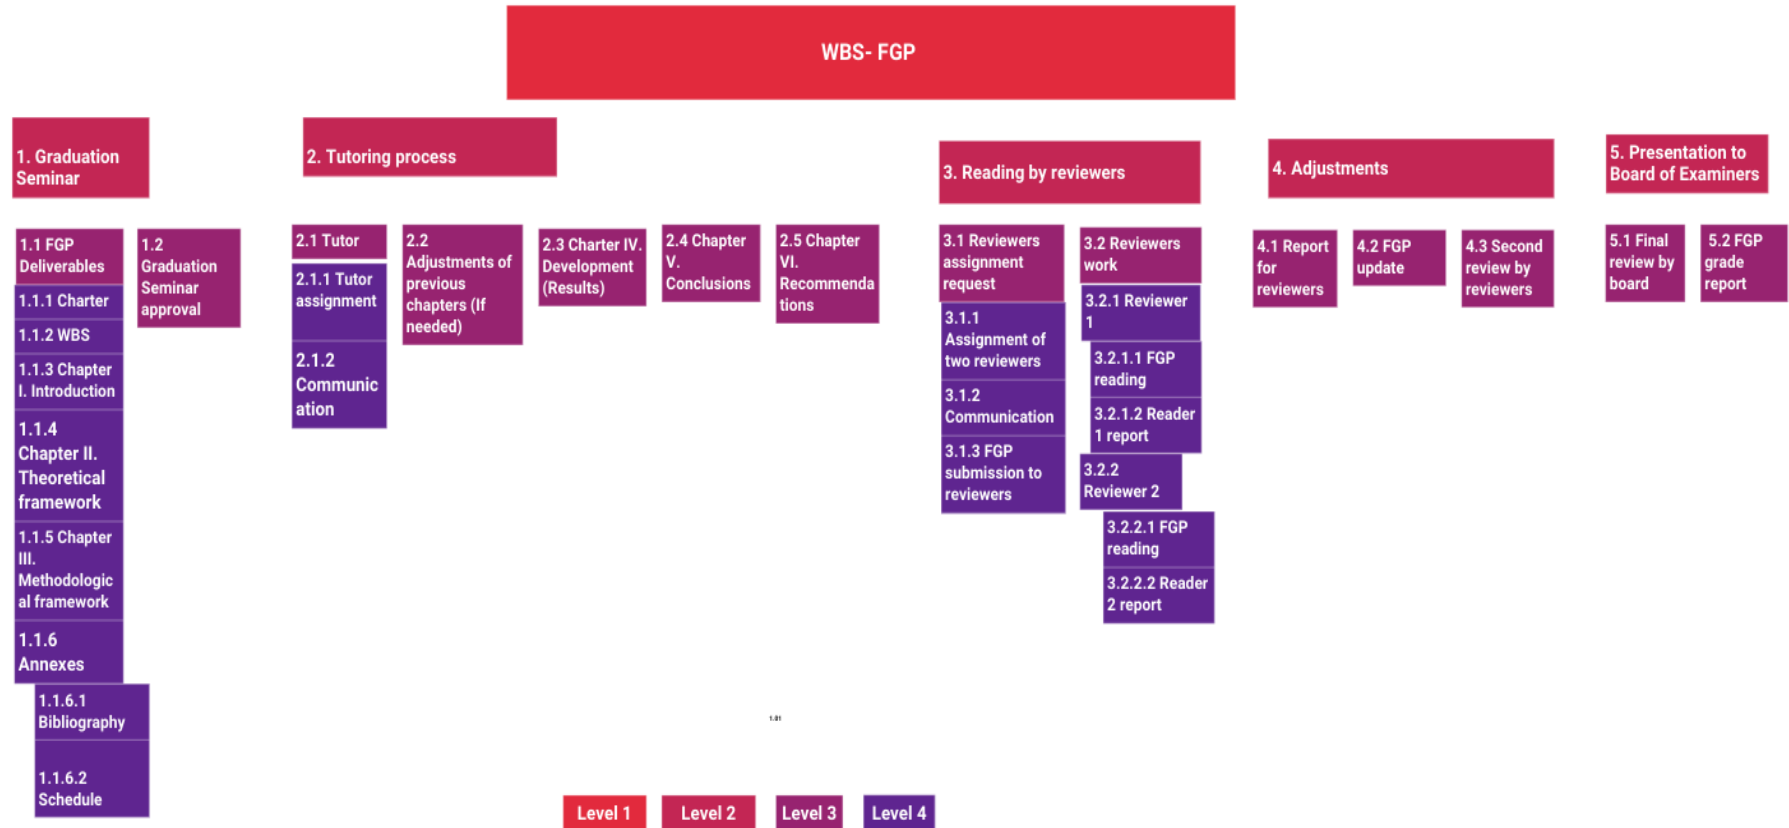 WBS- FGP
1. Graduation
Seminar
1.1 FGP
Deliverables
1.1.1 Charter
1.1.2 WBS
1.1.3 Chapter
I. Introduction
1.1.4
Chapter II.
Theoretical
framework
1.1.5 Chapter
III.
Methodologic
al framework
1.1.6
Annexes
1.1.6.1
Bibliography
1.1.6.2
Schedule
1.2
Graduation
Seminar
approval
2. Tutoring process
2.1 Tutor
2.1.1 Tutor
assignment
2.1.2
Communic
ation
2.2
Adjustments of
previous
chapters (If
needed)
2.3 Charter IV.
Development
(Results)
2.4 Chapter
V.
Conclusions
2.5 Chapter
VI.
Recommenda
tions
3. Reading by reviewers
3.1 Reviewers
assignment
request
3.1.1
Assignment of
two reviewers
3.1.2
Communication
3.1.3 FGP
submission to
reviewers
3.2 Reviewers
work
3.2.1 Reviewer
1
3.2.1.1 FGP
reading
3.2.1.2 Reader
1 report
3.2.2
Reviewer 2
3.2.2.1 FGP
reading
3.2.2.2 Reader
2 report
4. Adjustments
4.1 Report
for
reviewers
4.2 FGP
update
4.3 Second
review by
reviewers
5. Presentation to
Board of Examiners
5.1 Final
review by
board
5.2 FGP
grade
report
1.01
Level 1
Level 2
Level 3
Level 4